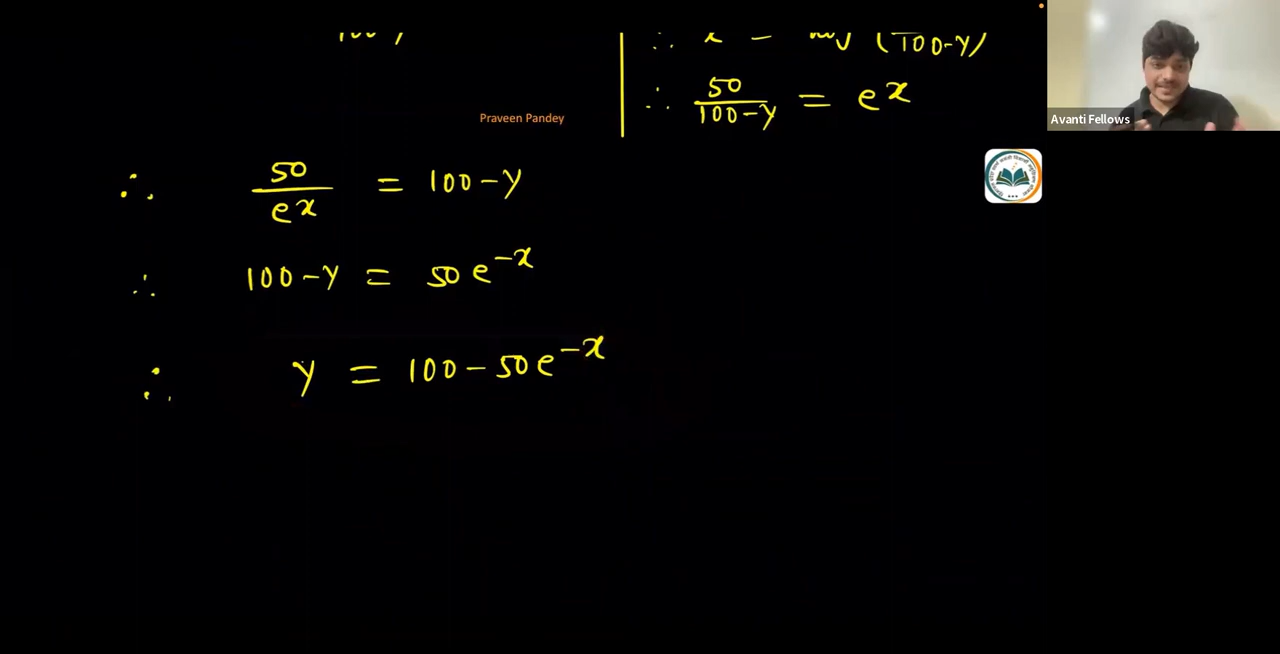 ∴ 50/(100-y) = e^x
Praveen Pandey
Avanti Fellows
∴ 50/e^x = 100-y
∴ 100-y = 50e^-x
∴ y = 100-50e^-x